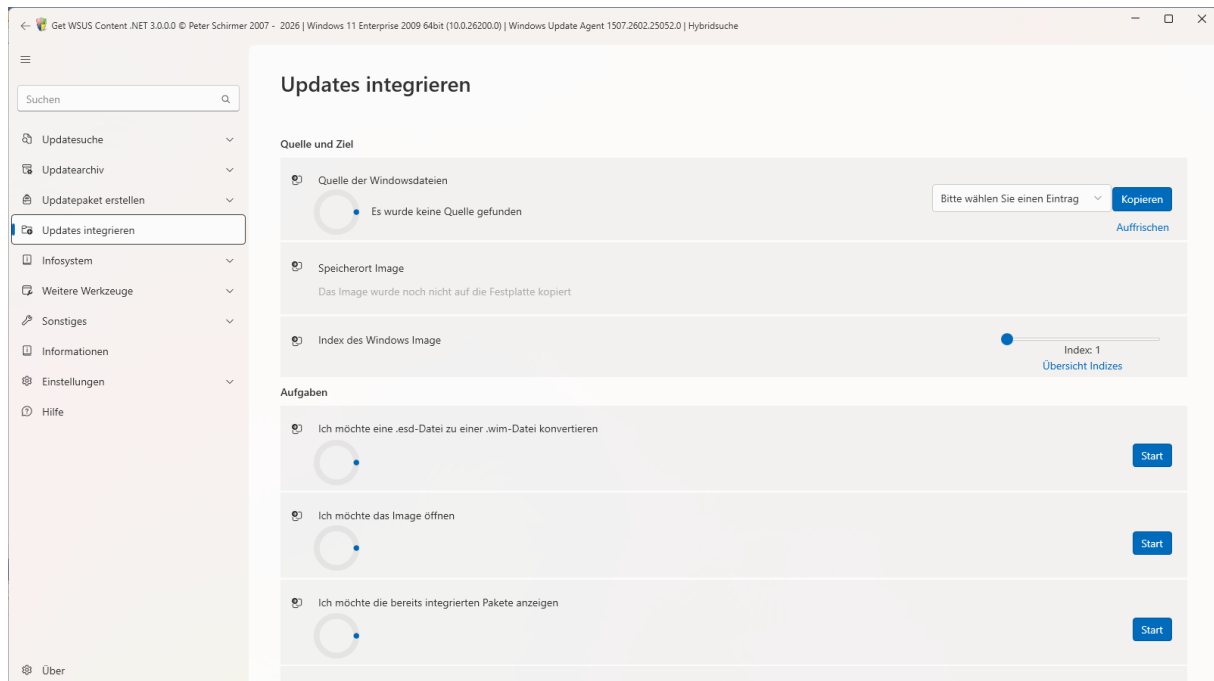 Get WSUS Content .NET 3.0.0.0 © Peter Schirmer 2007 - 2026 | Windows 11 Enterprise 2009 64bit (10.0.26200.0) | Windows Update Agent 1507.2602.25052.0 | Hybridsuche
Suchen
Updatesuche
Updatearchiv
Updatepaket erstellen
Updates integrieren
Infosystem
Weitere Werkzeuge
Sonstiges
Informationen
Einstellungen
Hilfe
Über
Updates integrieren
Quelle und Ziel
Quelle der Windowsdateien
Es wurde keine Quelle gefunden
Bitte wählen Sie einen Eintrag
Kopieren
Auffrischen
Speicherort Image
Das Image wurde noch nicht auf die Festplatte kopiert
Index des Windows Image
Index: 1
Übersicht Indizes
Aufgaben
Ich möchte eine .esd-Datei zu einer .wim-Datei konvertieren
Start
Ich möchte das Image öffnen
Start
Ich möchte die bereits integrierten Pakete anzeigen
Start